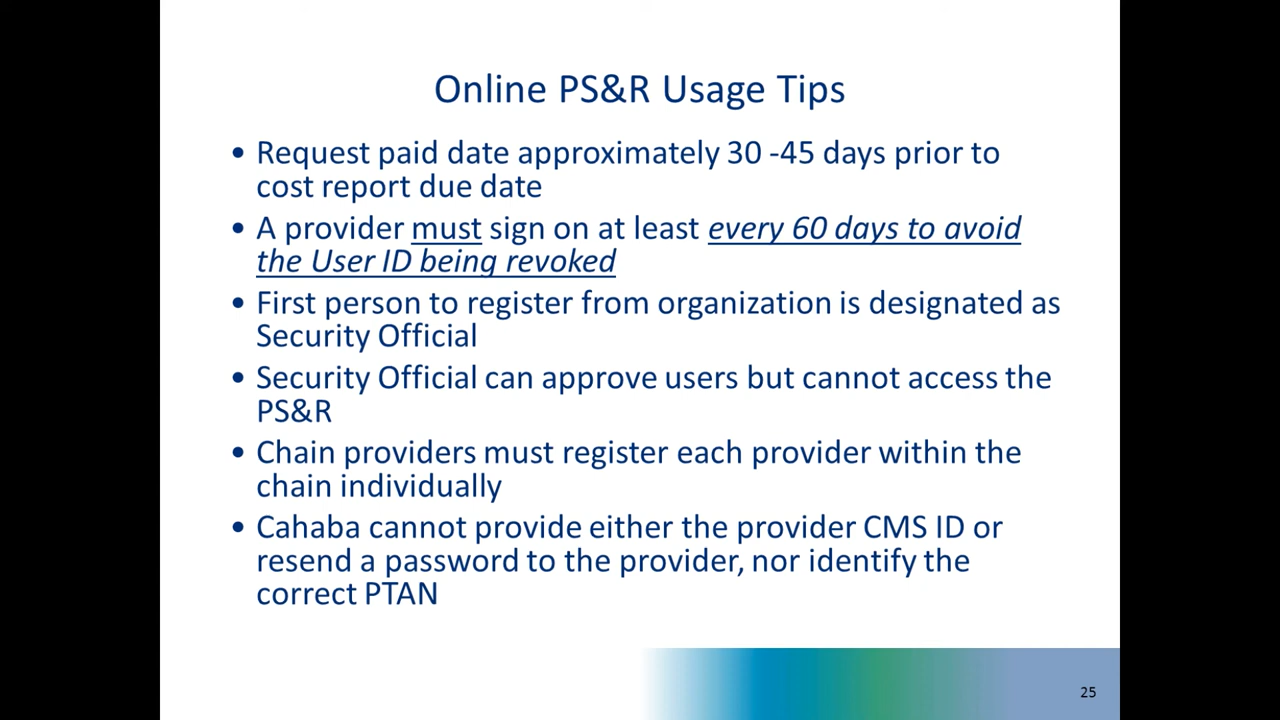 Online PS&R Usage Tips
• Request paid date approximately 30 -45 days prior to
cost report due date
• A provider must sign on at least every 60 days to avoid
the User ID being revoked
• First person to register from organization is designated as
Security Official
• Security Official can approve users but cannot access the
PS&R
• Chain providers must register each provider within the
chain individually
• Cahaba cannot provide either the provider CMS ID or
resend a password to the provider, nor identify the
correct PTAN
25